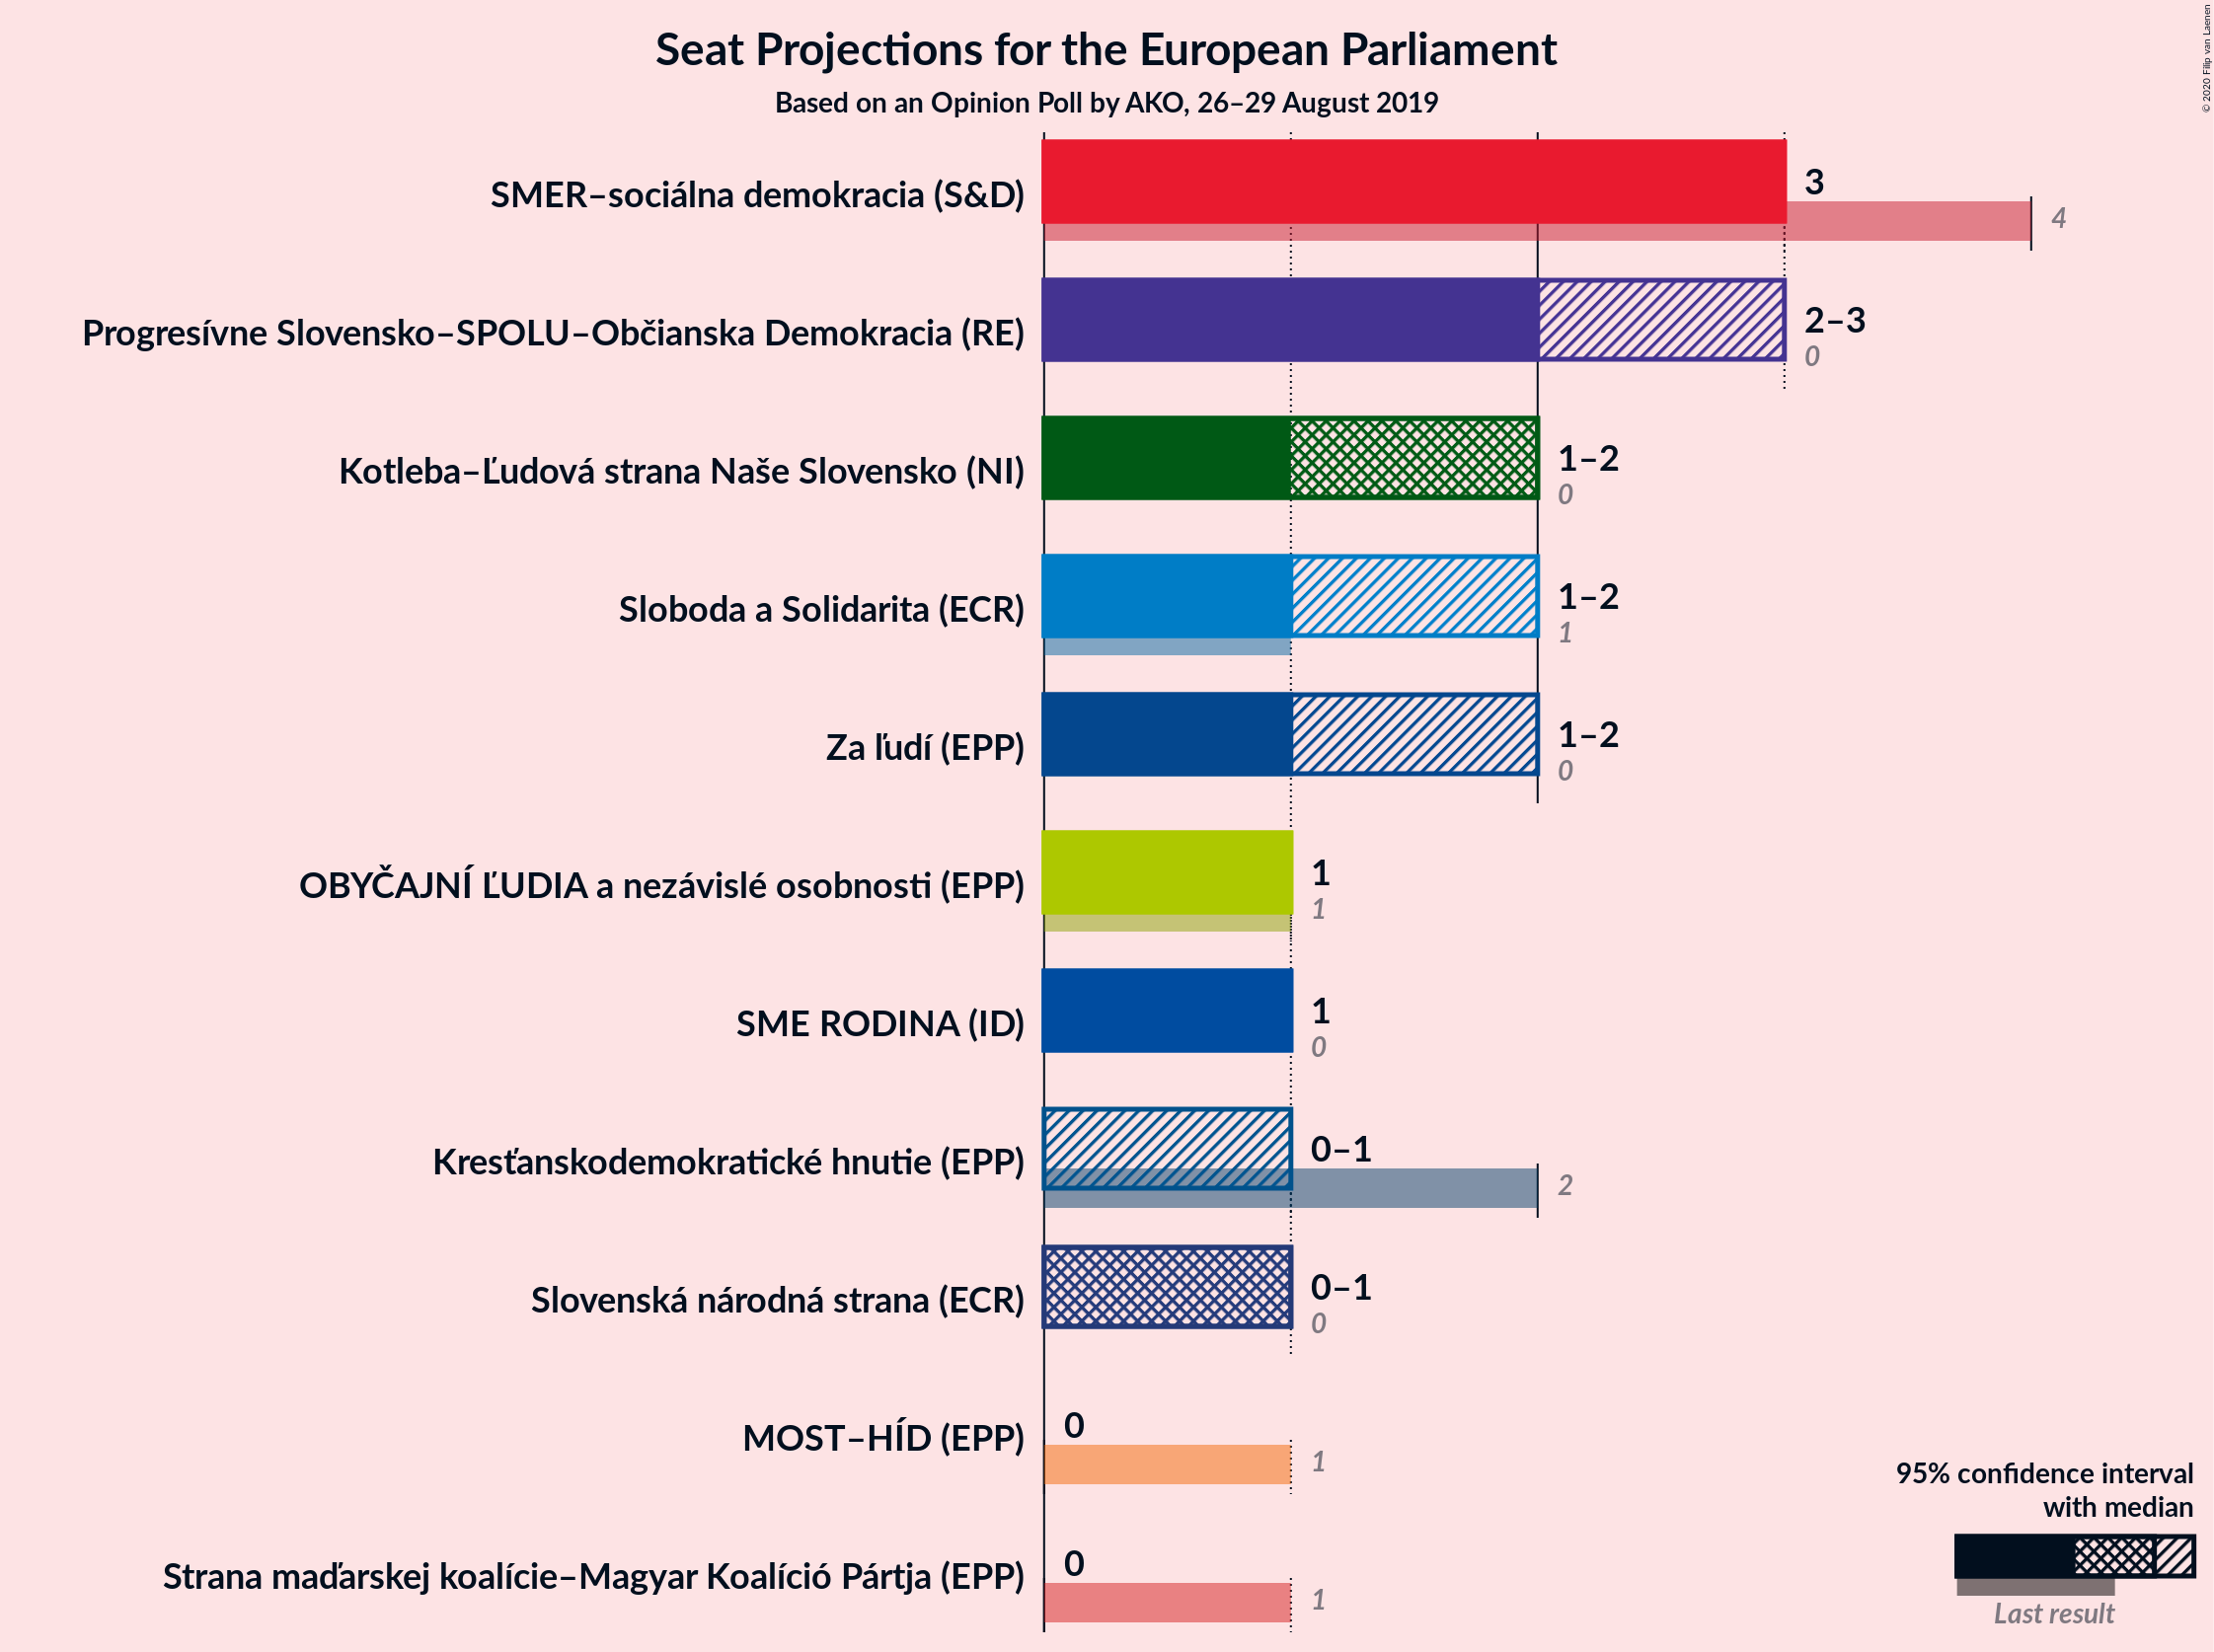 Seat Projections for the European Parliament
Based on an Opinion Poll by AKO, 26–29 August 2019
© 2020 Filip van Laenen
SMER–sociálna demokracia (S&D)
3
4
Progresívne Slovensko–SPOLU–Občianska Demokracia (RE)
2–3
0
Kotleba–Ľudová strana Naše Slovensko (NI)
1–2
0
Sloboda a Solidarita (ECR)
1–2
1
Za ľudí (EPP)
1–2
0
OBYČAJNÍ ĽUDIA a nezávislé osobnosti (EPP)
1
1
SME RODINA (ID)
1
0
Kresťanskodemokratické hnutie (EPP)
0–1
2
Slovenská národná strana (ECR)
0–1
0
MOST–HÍD (EPP)
0
1
Strana maďarskej koalície–Magyar Koalíció Pártja (EPP)
0
1
95% confidence interval
with median
Last result